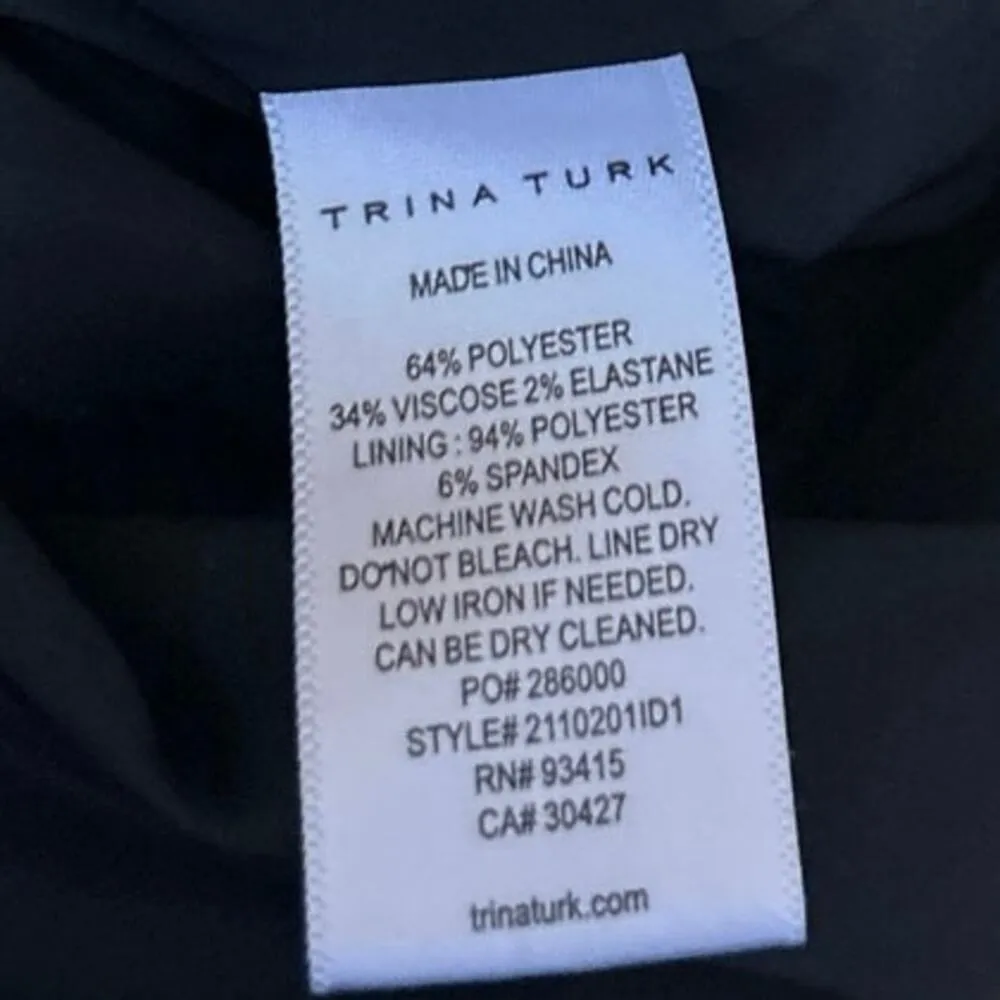 TRINA TURK
MADE IN CHINA
64% POLYESTER
34% VISCOSE 2% ELASTANE
LINING : 94% POLYESTER
6% SPANDEX
MACHINE WASH COLD.
DO NOT BLEACH. LINE DRY
LOW IRON IF NEEDED.
CAN BE DRY CLEANED.
PO# 286000
STYLE# 2110201ID1
RN# 93415
CA# 30427
trinaturk.com